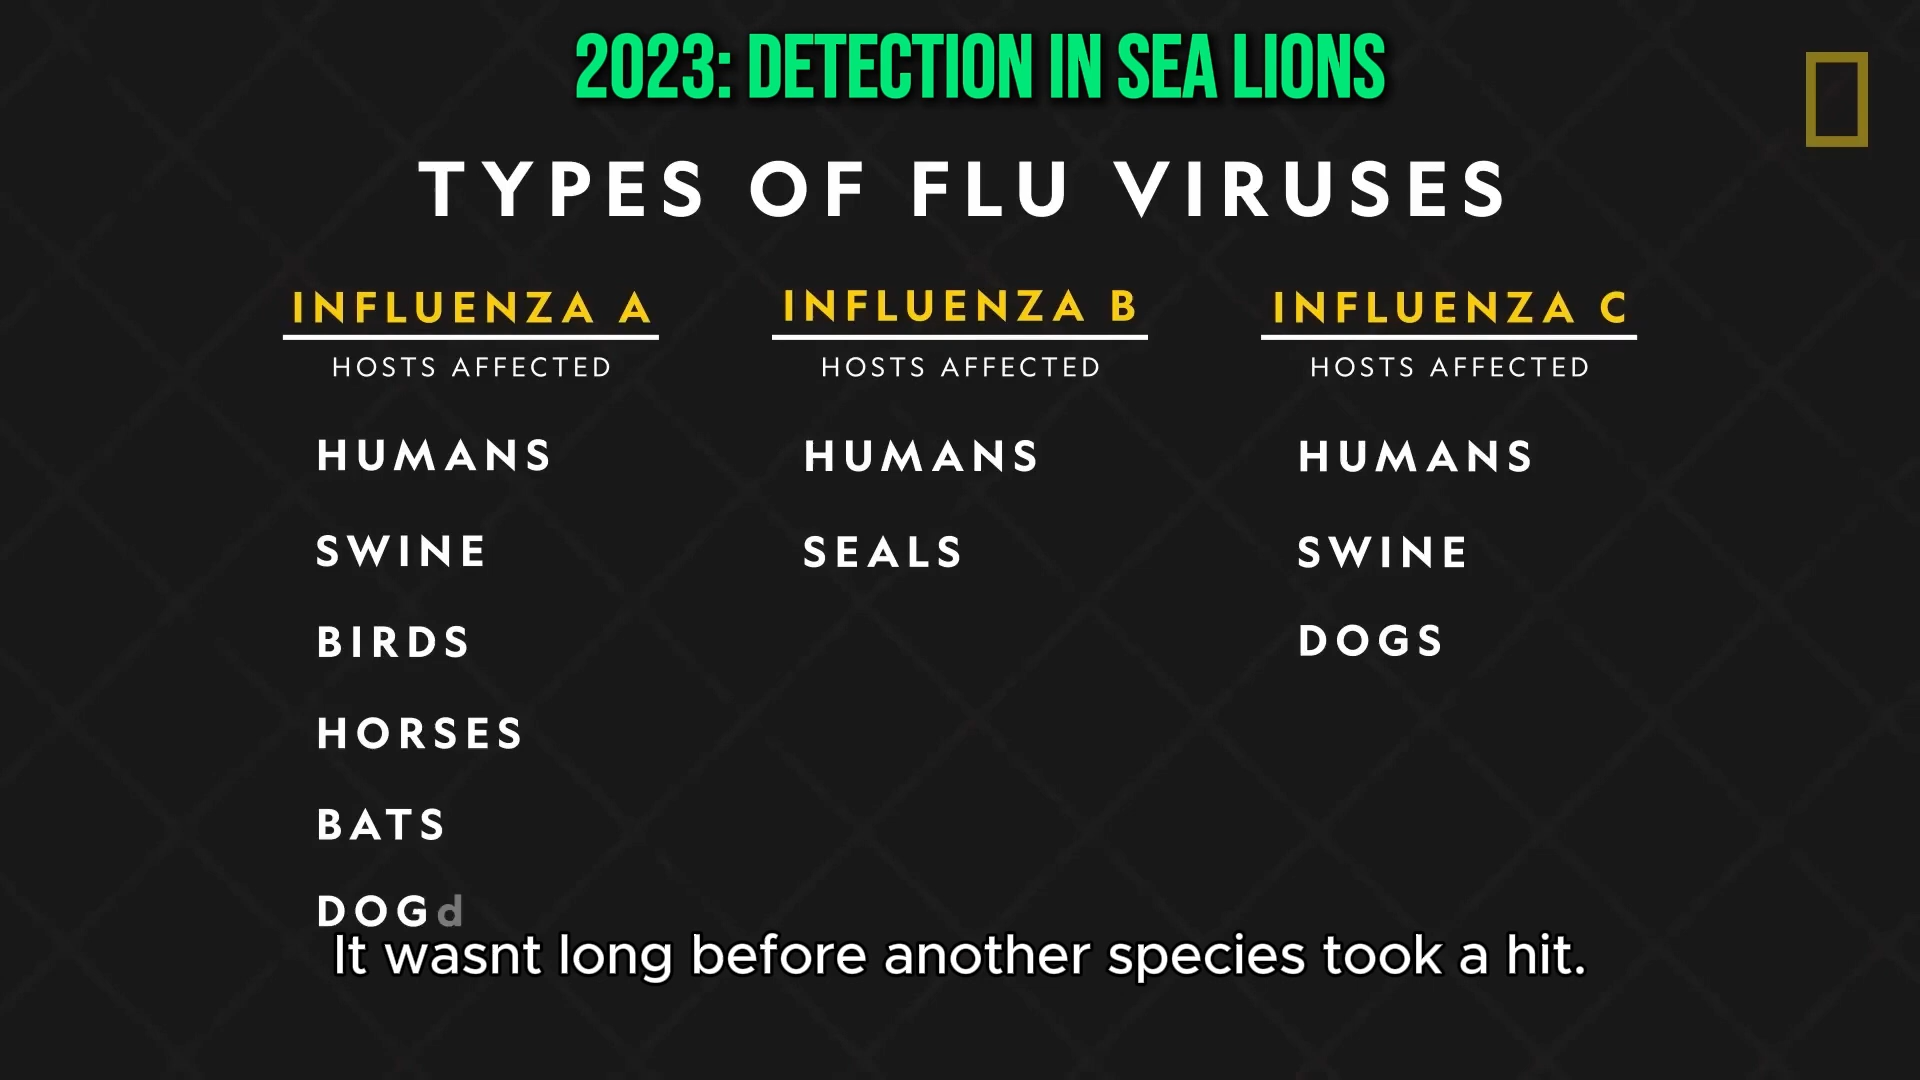 2023: DETECTION IN SEA LIONS
TYPES OF FLU VIRUSES
INFLUENZA A
HOSTS AFFECTED
HUMANS
SWINE
BIRDS
HORSES
BATS
DOGd
INFLUENZA B
HOSTS AFFECTED
HUMANS
SEALS
INFLUENZA C
HOSTS AFFECTED
HUMANS
SWINE
DOGS
It wasnt long before another species took a hit.